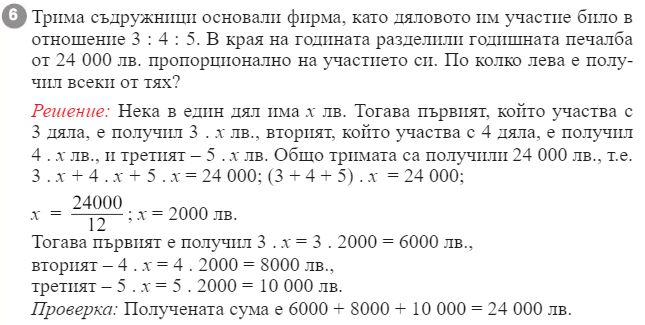 6 Трима съдружници основали фирма, като дяловото им участие било в
отношение 3 : 4 : 5. В края на годината разделили годишната печалба
от 24 000 лв. пропорционално на участието си. По колко лева е полу-
чил всеки от тях?
Решение: Нека в един дял има x лв. Тогава първият, който участва с
3 дяла, е получил 3 . x лв., вторият, който участва с 4 дяла, е получил
4 . x лв., и третият – 5 . x лв. Общо тримата са получили 24 000 лв., т.е.
3 . x + 4 . x + 5 . x = 24 000; (3 + 4 + 5) . x = 24 000;
x = 24000/12 ; x = 2000 лв.
Тогава първият е получил 3 . x = 3 . 2000 = 6000 лв.,
вторият – 4 . x = 4 . 2000 = 8000 лв.,
третият – 5 . x = 5 . 2000 = 10 000 лв.
Проверка: Получената сума е 6000 + 8000 + 10 000 = 24 000 лв.